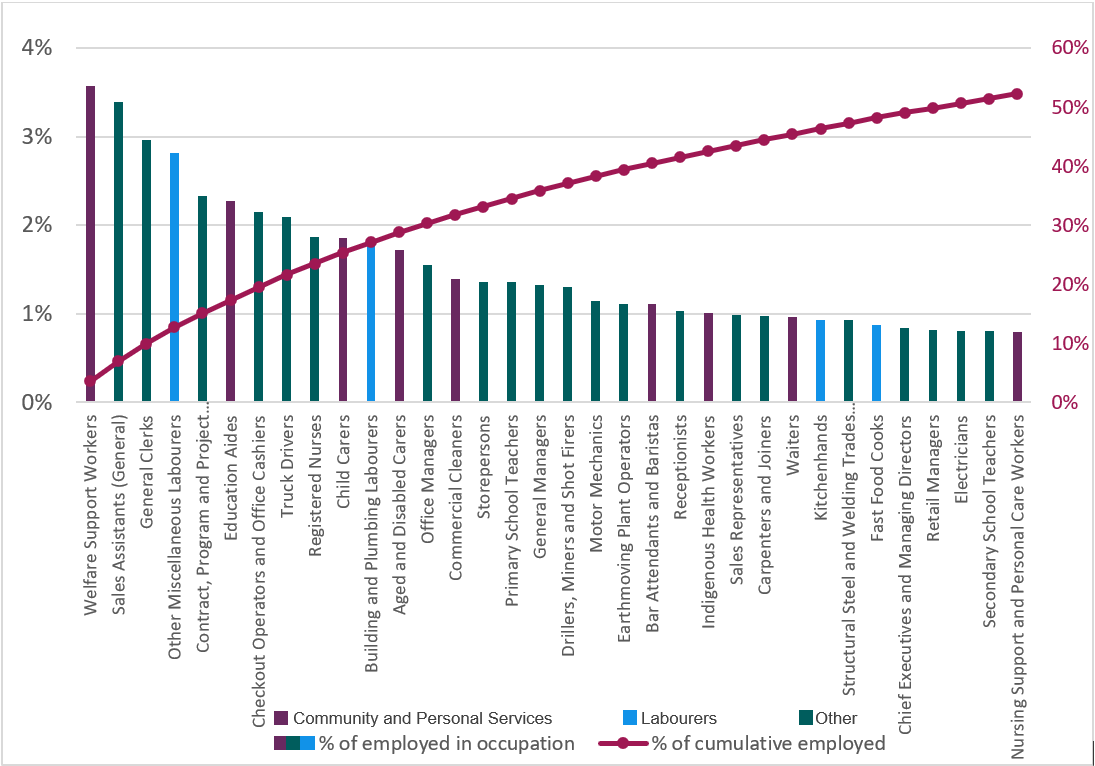 4%
3%
2%
1%
0%
60%
50%
40%
30%
20%
10%
0%
Welfare Support Workers
Sales Assistants (General)
General Clerks
Other Miscellaneous Labourers
Contract, Program and Project...
Education Aides
Checkout Operators and Office Cashiers
Truck Drivers
Registered Nurses
Child Carers
Building and Plumbing Labourers
Aged and Disabled Carers
Office Managers
Commercial Cleaners
Storepersons
Primary School Teachers
General Managers
Drillers, Miners and Shot Firers
Motor Mechanics
Earthmoving Plant Operators
Bar Attendants and Baristas
Receptionists
Indigenous Health Workers
Sales Representatives
Carpenters and Joiners
Waiters
Kitchenhands
Structural Steel and Welding Trades...
Fast Food Cooks
Chief Executives and Managing Directors
Retail Managers
Electricians
Secondary School Teachers
Nursing Support and Personal Care Workers
Community and Personal Services
Labourers
Other
% of employed in occupation
% of cumulative employed